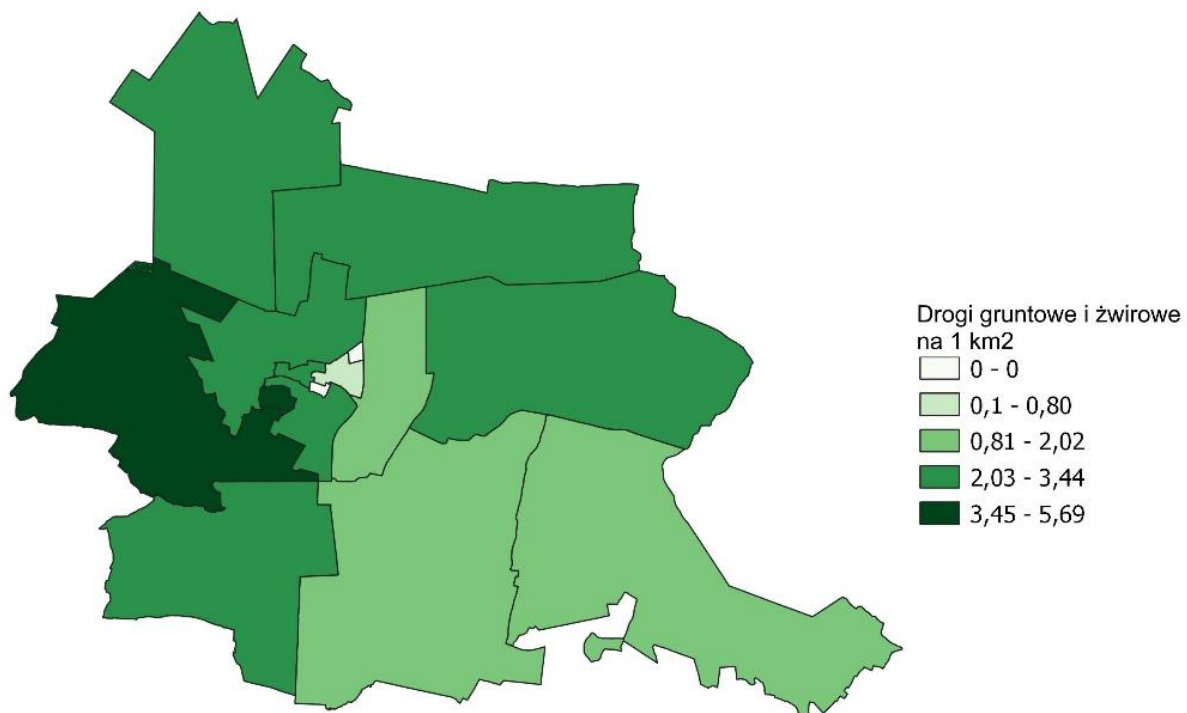 Drogi gruntowe i żwirowe
na 1 km2
0 - 0
0,1 - 0,80
0,81 - 2,02
2,03 - 3,44
3,45 - 5,69